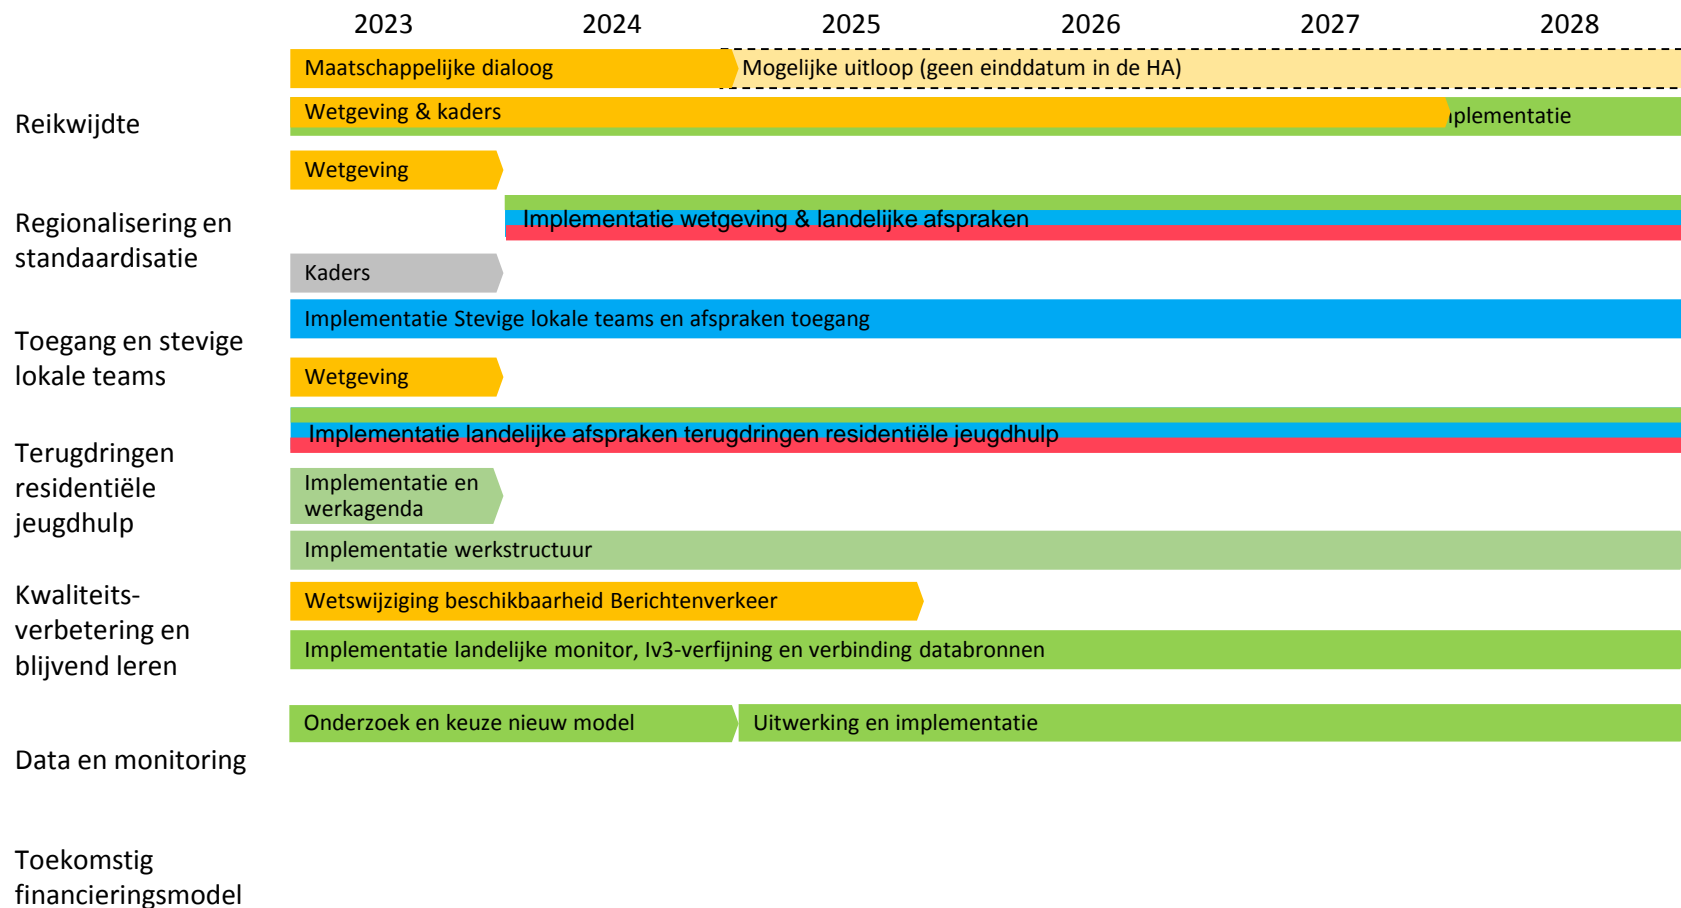 2023 2024 2025 2026 2027 2028
Maatschappelijke dialoog
Mogelijke uitloop (geen einddatum in de HA)
Reikwijdte
Wetgeving & kaders
plementatie
Wetgeving
Regionalisering en
standaardisatie
Implementatie wetgeving & landelijke afspraken
Kaders
Toegang en stevige
lokale teams
Implementatie Stevige lokale teams en afspraken toegang
Wetgeving
Terugdringen
residentiële
jeugdhulp
Implementatie landelijke afspraken terugdringen residentiële jeugdhulp
Implementatie en
werkagenda
Implementatie werkstructuur
Kwaliteits-
verbetering en
blijvend leren
Wetswijziging beschikbaarheid Berichtenverkeer
Implementatie landelijke monitor, Iv3-verfijning en verbinding databronnen
Data en monitoring
Onderzoek en keuze nieuw model
Uitwerking en implementatie
Toekomstig
financieringsmodel